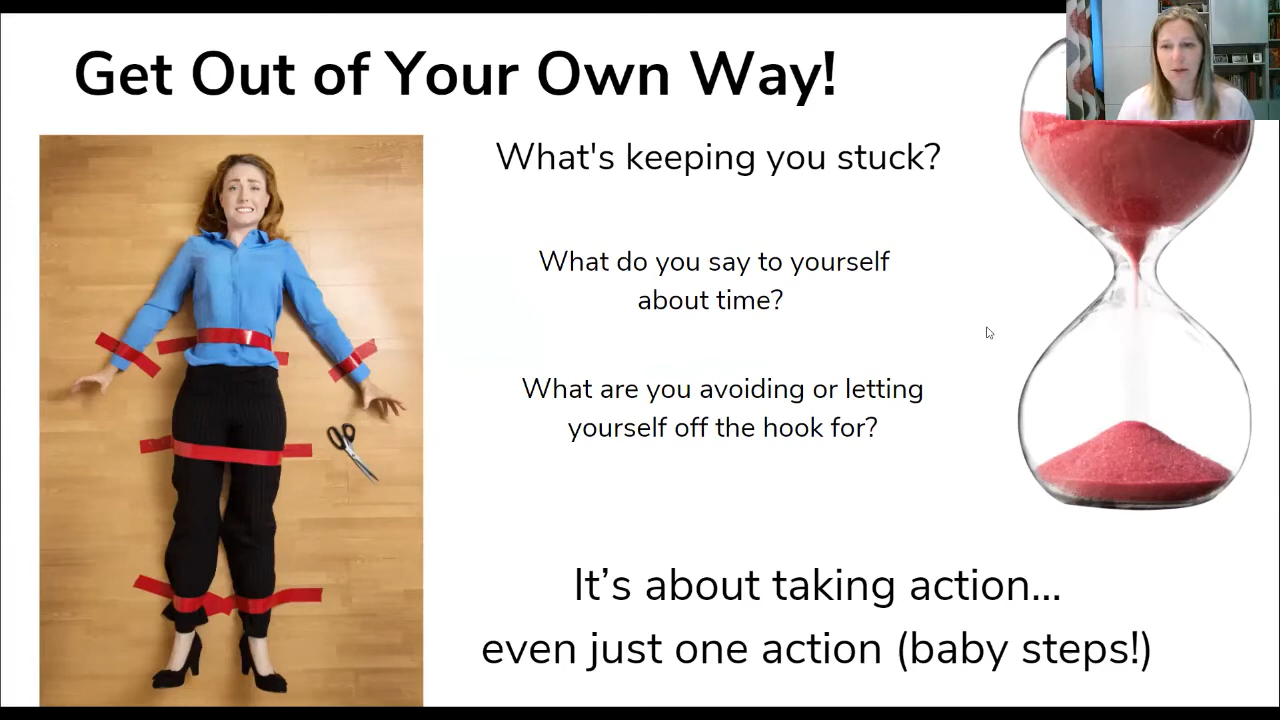 Get Out of Your Own Way!
What's keeping you stuck?
What do you say to yourself
about time?
What are you avoiding or letting
yourself off the hook for?
It’s about taking action...
even just one action (baby steps!)